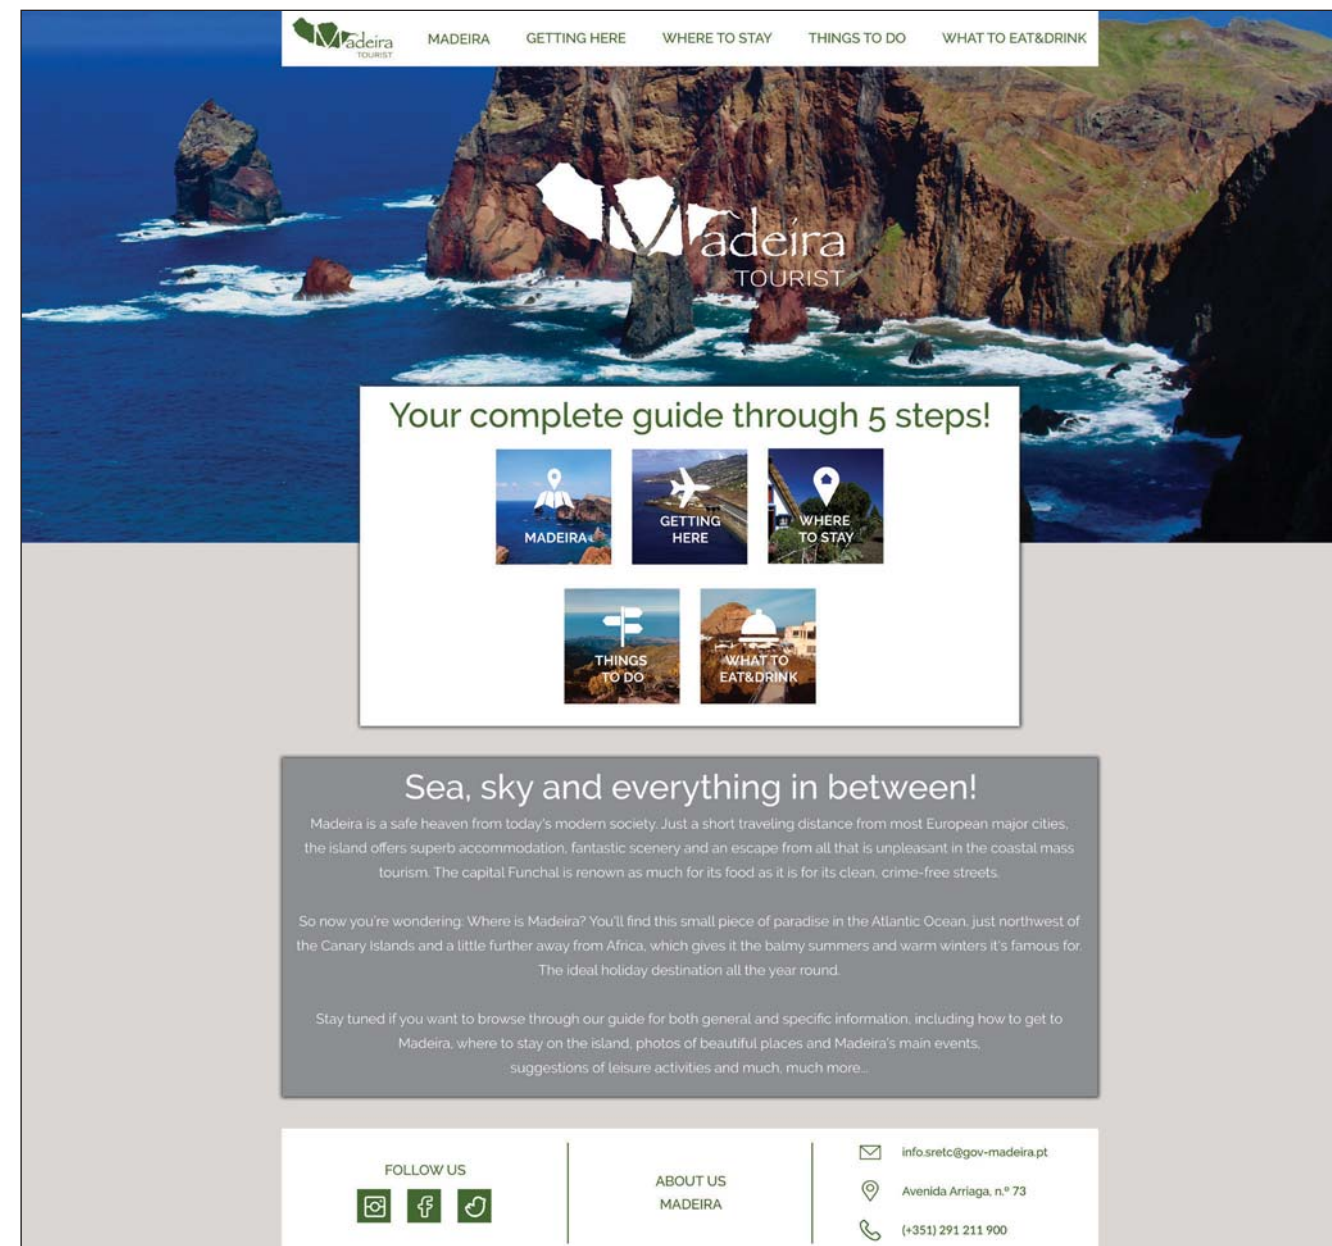 Madeira
TOURIST
MADEIRA
GETTING HERE
WHERE TO STAY
THINGS TO DO
WHAT TO EAT&DRINK
Madeira
TOURIST
Your complete guide through 5 steps!
MADEIRA
GETTING
HERE
WHERE
TO STAY
THINGS
TO DO
WHAT TO
EAT&DRINK
Sea, sky and everything in between!
Madeira is a safe heaven from today's modern society. Just a short traveling distance from most European major cities,
the island offers superb accommodation, fantastic scenery and an escape from all that is unpleasant in the coastal mass
tourism. The capital Funchal is renown as much for its food as it is for its clean, crime-free streets.
So now you're wondering: Where is Madeira? You'll find this small piece of paradise in the Atlantic Ocean, just northwest of
the Canary Islands and a little further away from Africa, which gives it the balmy summers and warm winters it's famous for.
The ideal holiday destination all the year round.
Stay tuned if you want to browse through our guide for both general and specific information, including how to get to
Madeira, where to stay on the island, photos of beautiful places and Madeira's main events,
suggestions of leisure activities and much, much more...
FOLLOW US
ABOUT US
MADEIRA
info.sretc@gov-madeira.pt
Avenida Arriaga, n.º 73
(+351) 291 211 900